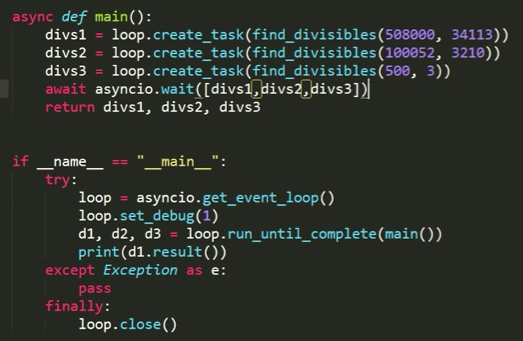 async def main():
    divs1 = loop.create_task(find_divisibles(508000, 34113))
    divs2 = loop.create_task(find_divisibles(100052, 3210))
    divs3 = loop.create_task(find_divisibles(500, 3))
    await asyncio.wait([divs1,divs2,divs3])
    return divs1, divs2, divs3
if __name__ == "__main__":
    try:
        loop = asyncio.get_event_loop()
        loop.set_debug(1)
        d1, d2, d3 = loop.run_until_complete(main())
        print(d1.result())
    except Exception as e:
        pass
    finally:
        loop.close()